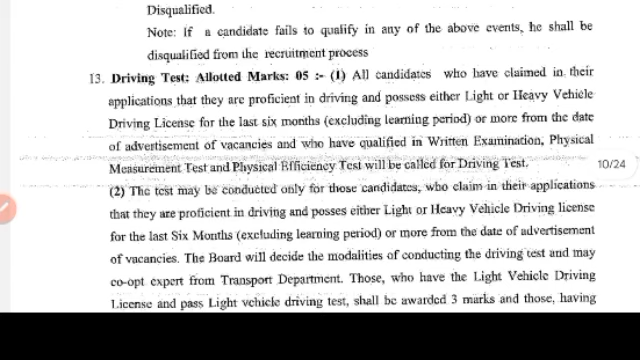 Disqualified.
Note: If a candidate fails to qualify in any of the above events, he shall be
disqualified from the recruitment process
13. Driving Test: Allotted Marks: 05 :- (1) All candidates who have claimed in their
applications that they are proficient in driving and possess either Light or Heavy Vehicle
Driving License for the last six months (excluding learning period) or more from the date
of advertisement of vacancies and who have qualified in Written Examination, Physical
Measurement Test and Physical Efficiency Test will be called for Driving Test.
10/24
(2) The test may be conducted only for those candidates, who claim in their applications
that they are proficient in driving and posses either Light or Heavy Vehicle Driving license
for the last Six Months (excluding learning period) or more from the date of advertisement
of vacancies. The Board will decide the modalities of conducting the driving test and may
co-opt expert from Transport Department. Those, who have the Light Vehicle Driving
License and pass Light vehicle driving test, shall be awarded 3 marks and those, having